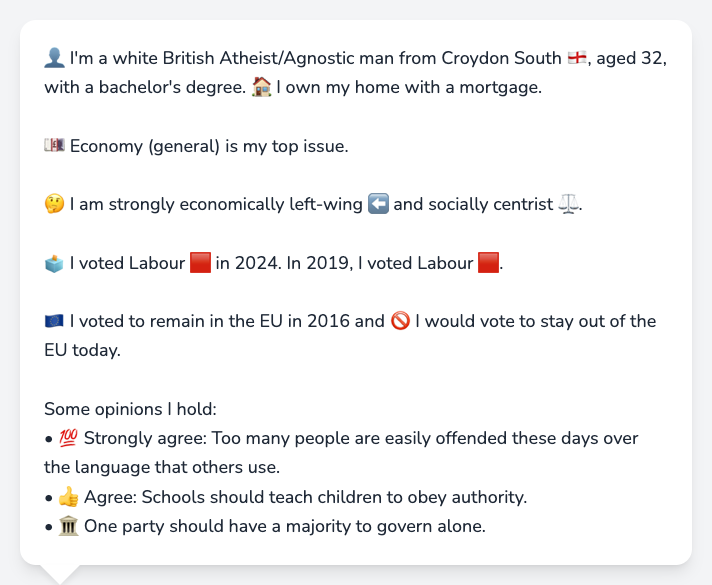 👤 I'm a white British Atheist/Agnostic man from Croydon South 🏴󠁧󠁢󠁥󠁮󠁧󠁿, aged 32,
with a bachelor's degree. 🏠 I own my home with a mortgage.
💷 Economy (general) is my top issue.
🤔 I am strongly economically left-wing ⬅️ and socially centrist ⚖️.
🗳️ I voted Labour 🟥 in 2024. In 2019, I voted Labour 🟥.
🇪🇺 I voted to remain in the EU in 2016 and 🚫 I would vote to stay out of the
EU today.
Some opinions I hold:
• 💯 Strongly agree: Too many people are easily offended these days over
the language that others use.
• 👍 Agree: Schools should teach children to obey authority.
• 🏛️ One party should have a majority to govern alone.